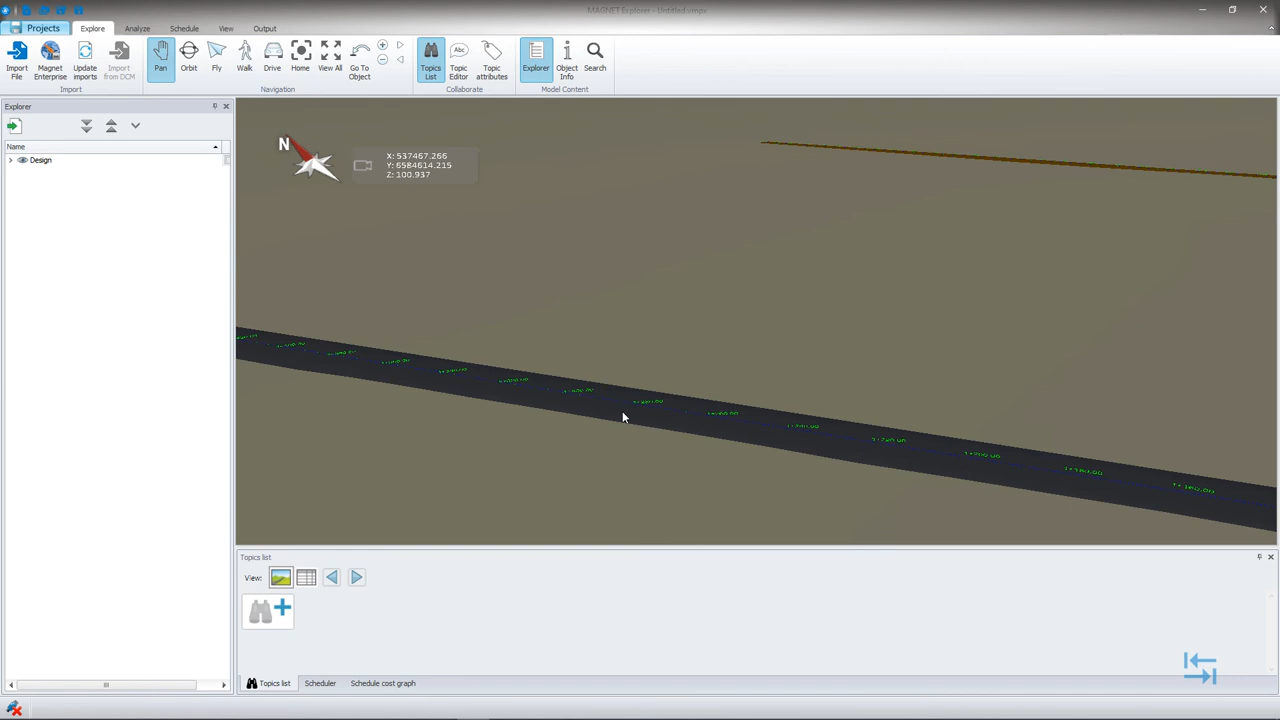 MAGNET Explorer - Untitled.vmpx
Projects Explore Analyze Schedule View Output
Import File
Magnet Enterprise
Update imports
Import from DCM
Pan
Orbit
Fly
Walk
Drive
Home
View All
Go To Object
Topics List
Topic Editor
Topic attributes
Explorer
Object Info
Search
Abc
Import
Navigation
Collaborate
Model Content
Explorer
Name
Design
N
X: 537467.266
Y: 6584614.215
Z: 100.937
Topics list
View:
Topics list Scheduler Schedule cost graph